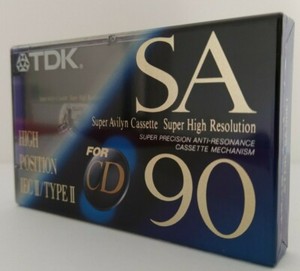 TDK
SA
Super Avilyn Cassette Super High Resolution
SUPER PRECISION ANTI-RESONANCE
CASSETTE MECHANISM
HIGH
POSITION
IEC II/TYPE II
FOR
CD
90